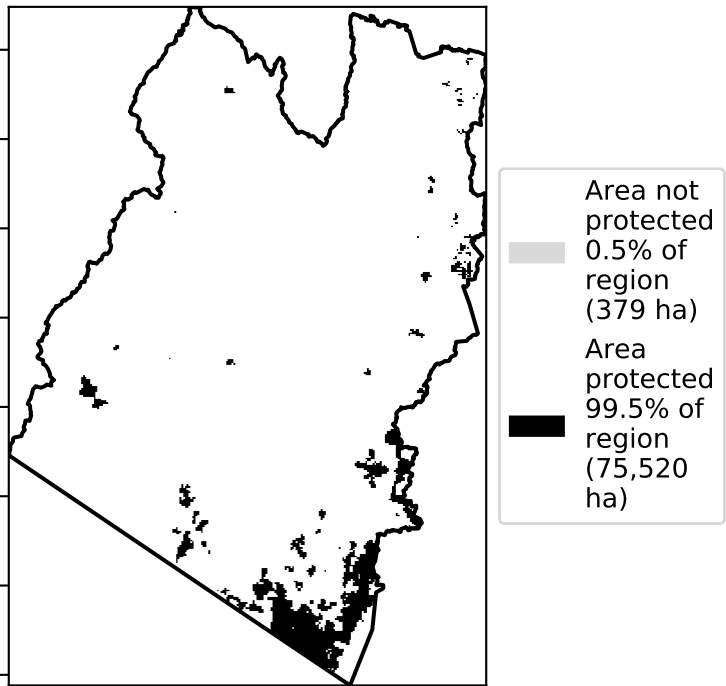 Area not
protected
0.5% of
region
(379 ha)
Area
protected
99.5% of
region
(75,520
ha)